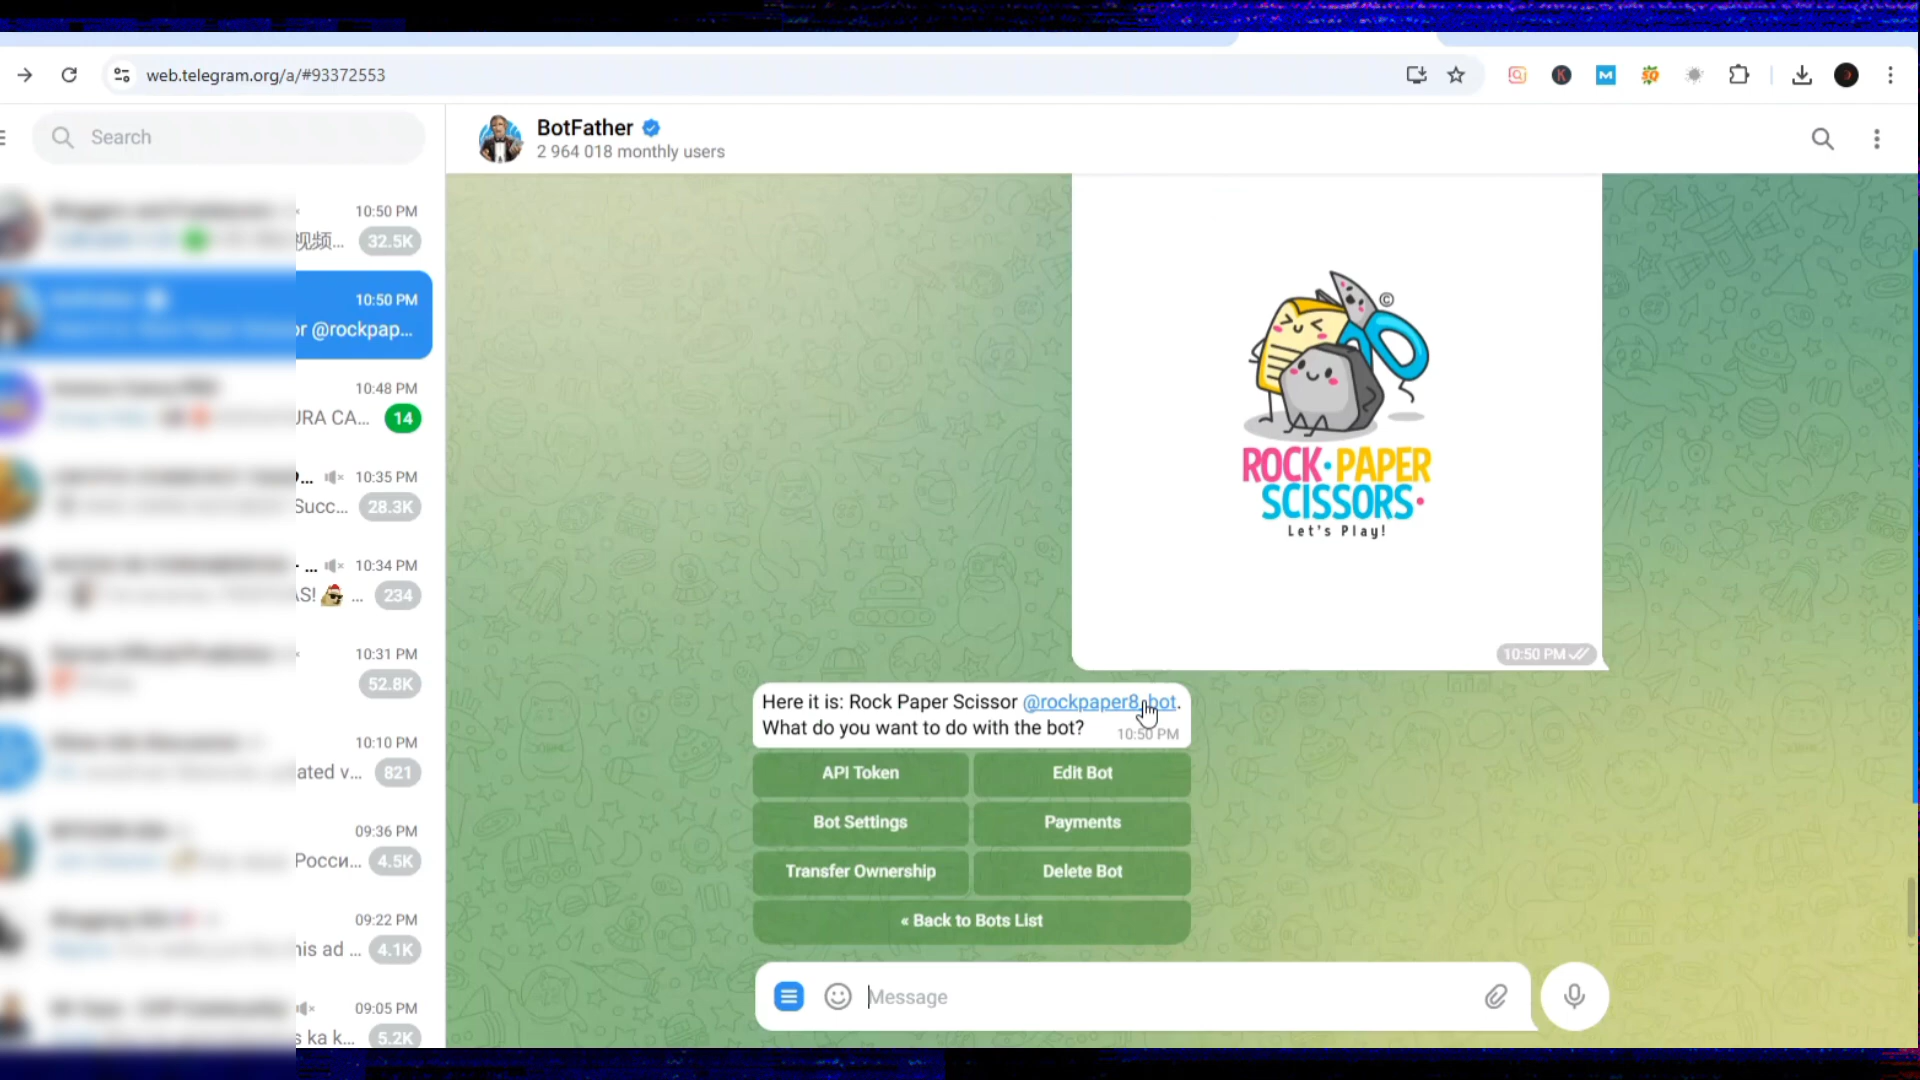 web.telegram.org/a/#93372553
Search
10:50 PM
视频...
32.5K
10:50 PM
or @rockpap...
10:48 PM
URA CA...
14
10:35 PM
Succ...
28.3K
10:34 PM
AS! ...
234
10:31 PM
52.8K
10:10 PM
ated v...
821
09:36 PM
Росси...
4.5K
09:22 PM
his ad ...
4.1K
09:05 PM
s ka k...
5.2K
BotFather
2 964 018 monthly users
©
ROCK·PAPER
SCISSORS·
Let's Play!
10:50 PM
Here it is: Rock Paper Scissor @rockpaper8_bot.
What do you want to do with the bot?
10:50 PM
API Token
Edit Bot
Bot Settings
Payments
Transfer Ownership
Delete Bot
« Back to Bots List
Message